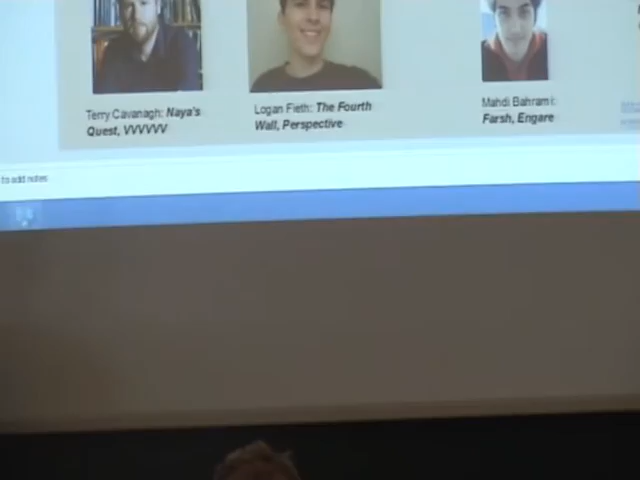 Terry Cavanagh: Naya's
Quest, VVVVVV
Logan Fieth: The Fourth
Wall, Perspective
Mahdi Bahrami:
Farsh, Engare
to add notes